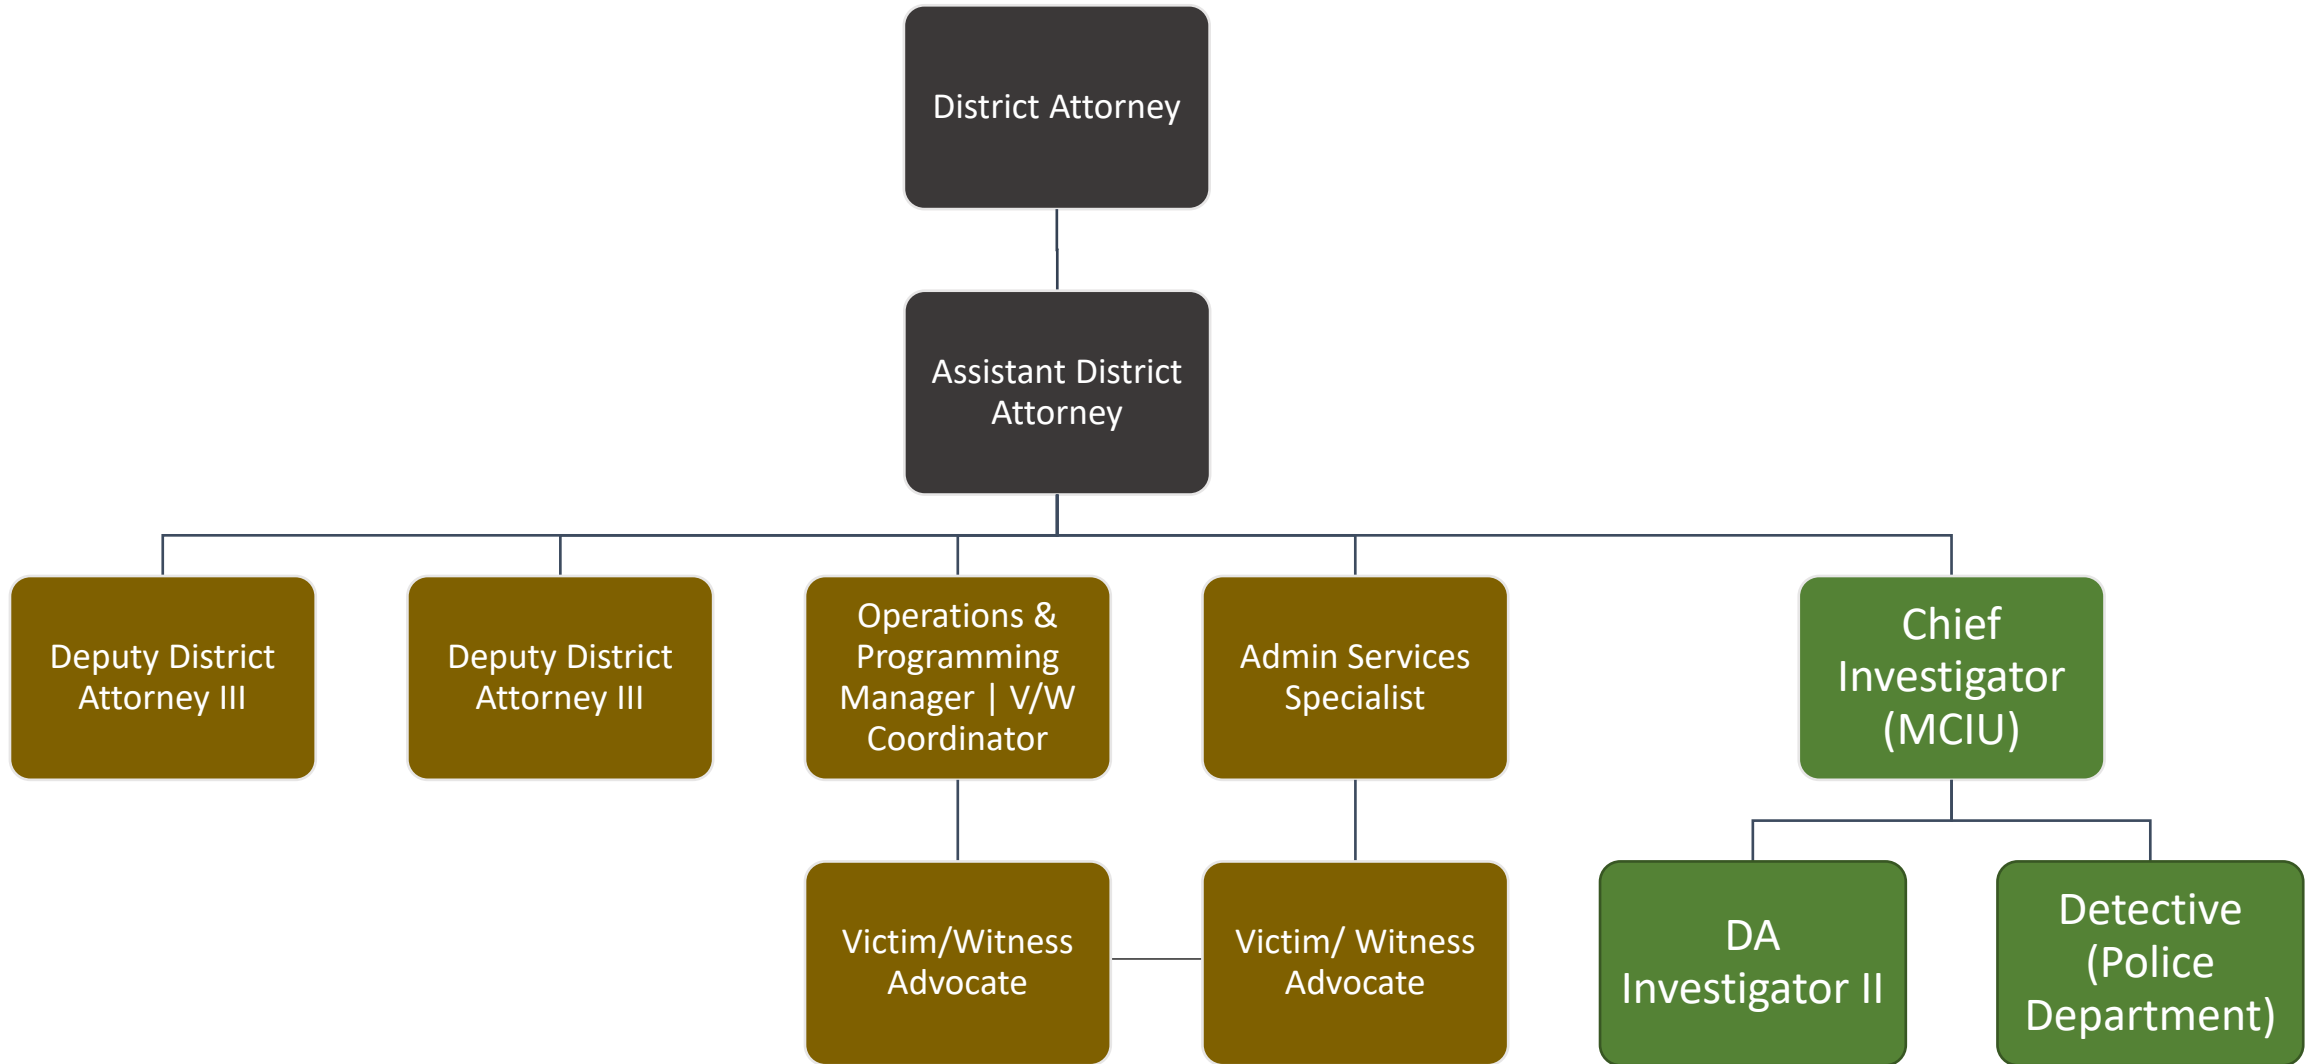 District Attorney
Assistant District
Attorney
Deputy District
Attorney III
Deputy District
Attorney III
Operations &
Programming
Manager | V/W
Coordinator
Admin Services
Specialist
Chief
Investigator
(MCIU)
Victim/Witness
Advocate
Victim/ Witness
Advocate
DA
Investigator II
Detective
(Police
Department)